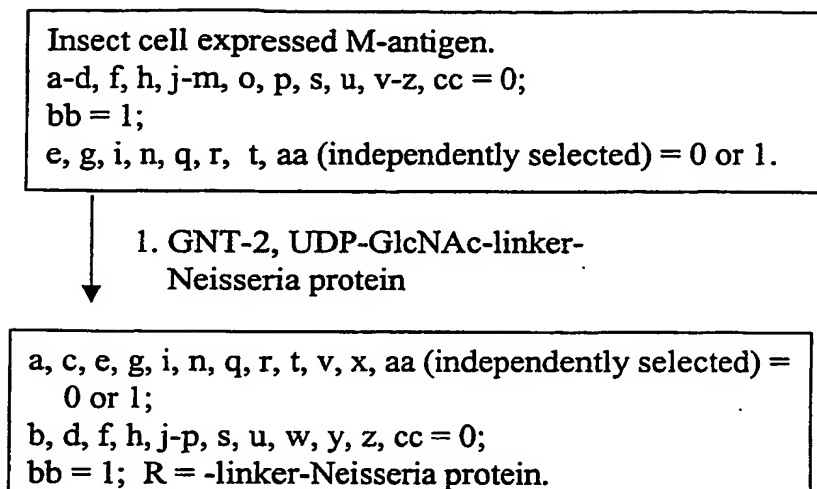 Insect cell expressed M-antigen.
a-d, f, h, j-m, o, p, s, u, v-z, cc = 0;
bb = 1;
e, g, i, n, q, r, t, aa (independently selected) = 0 or 1.
1. GNT-2, UDP-GlcNAc-linker-
Neisseria protein
a, c, e, g, i, n, q, r, t, v, x, aa (independently selected) =
0 or 1;
b, d, f, h, j-p, s, u, w, y, z, cc = 0;
bb = 1; R = -linker-Neisseria protein.